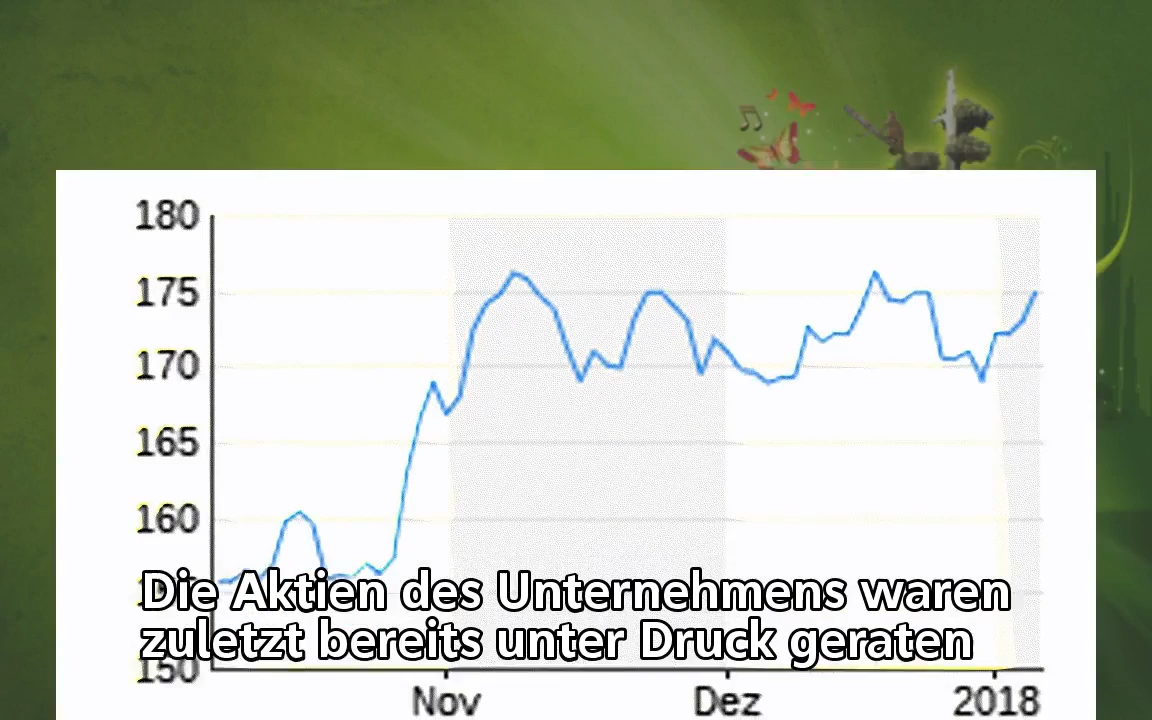 180
175
170
165
160
Die Aktien des Unternehmens waren
zuletzt bereits unter Druck geraten
150
Nov Dez 2018